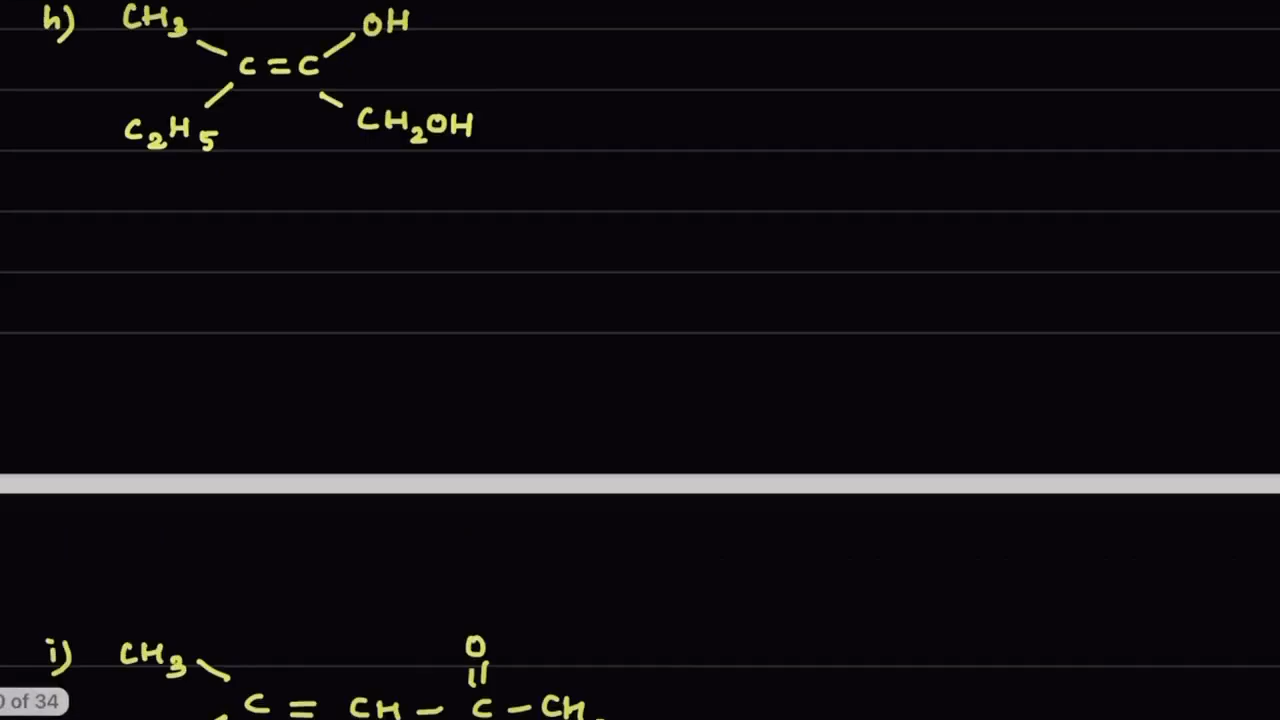 h) CH3 OH
C = C
C2H5 CH2OH
i) CH3 O
C = CH - C - CH
0 of 34